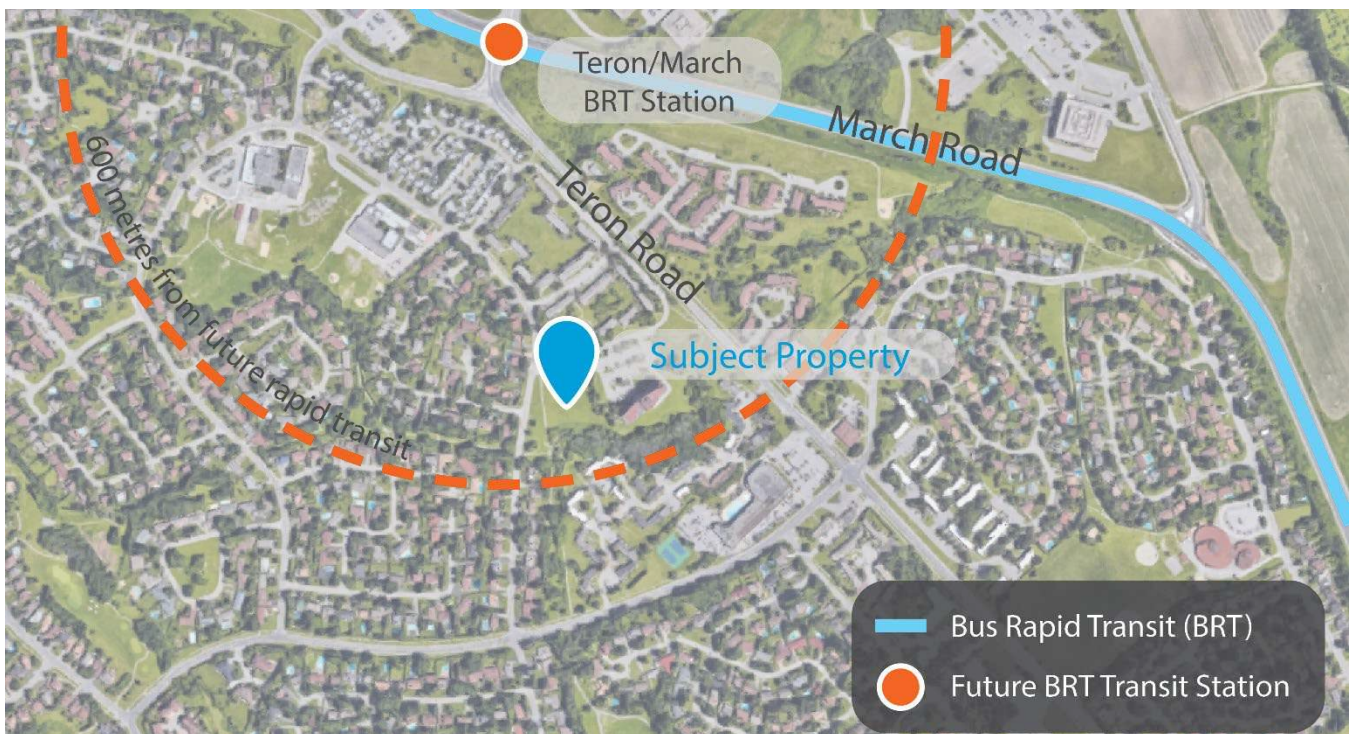 Teron/March
BRT Station
March Road
Teron Road
600 metres from future rapid transit
Subject Property
Bus Rapid Transit (BRT)
Future BRT Transit Station